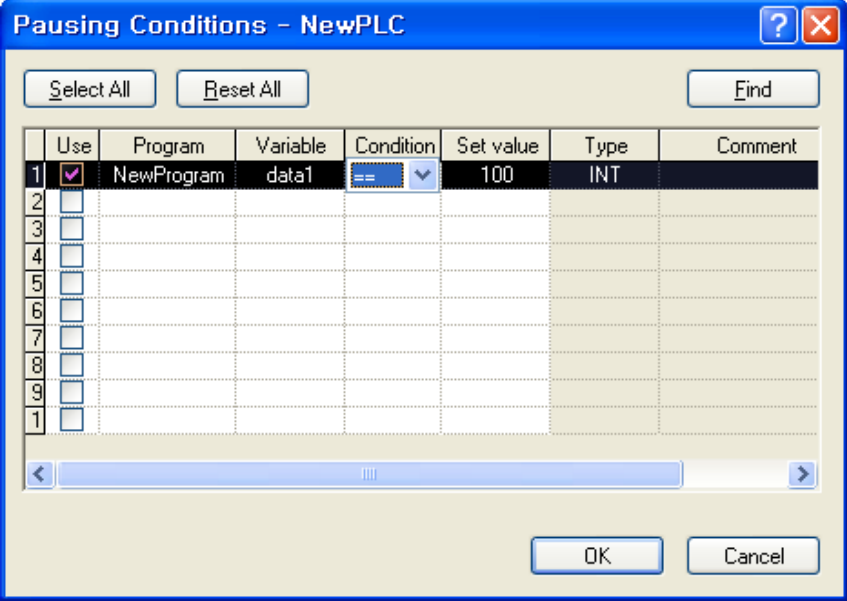 Pausing Conditions - NewPLC
Select All Reset All Find
Use Program Variable Condition Set value Type Comment
1 NewProgram data1 == 100 INT
2
3
4
5
6
7
8
9
1
OK Cancel